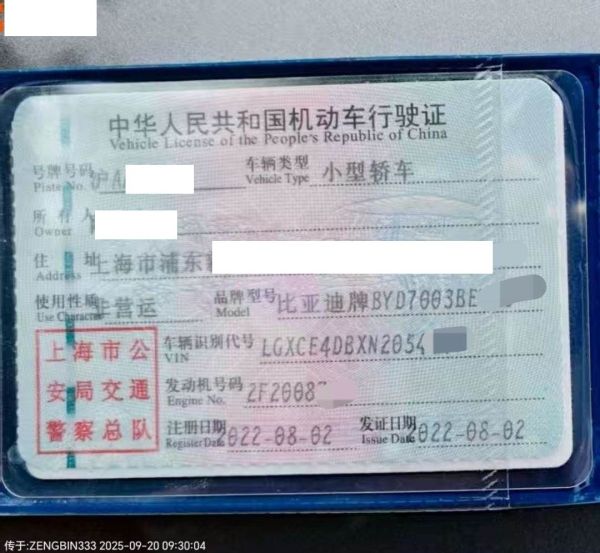 中华人民共和国机动车行驶证
Vehicle License of the People's Republic of China
号牌号码 沪A 车辆类型 小型轿车
Plate No. Vehicle Type
所有人
Owner
住址 上海市浦东
Address
使用性质 非营运 品牌型号 比亚迪牌BYD7003BE
Use Character Model
上海市公 车辆识别代号 LGXCE4DBXN2054
VIN
安局交通 发动机号码 2F2008
Engine No.
警察总队 注册日期 022-08-02 发证日期 022-08-02
Register Date Issue Date
传于:ZENGBIN333 2025-09-20 09:30:04